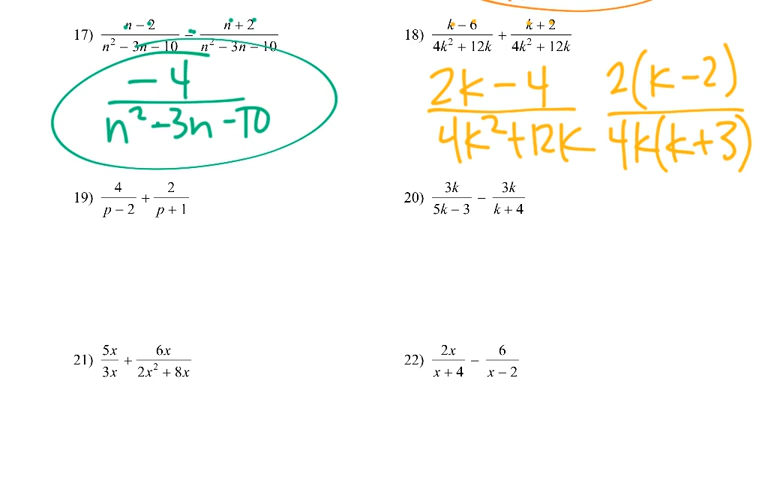 17) n − 2 / n² − 3n − 10 − n + 2 / n² − 3n − 10
−4 / n² − 3n − 10
18) k − 6 / 4k² + 12k + k + 2 / 4k² + 12k
2k − 4 / 4k² + 12k 2(k − 2) / 4k(k + 3)
19) 4 / p − 2 + 2 / p + 1
20) 3k / 5k − 3 − 3k / k + 4
21) 5x / 3x + 6x / 2x² + 8x
22) 2x / x + 4 − 6 / x − 2